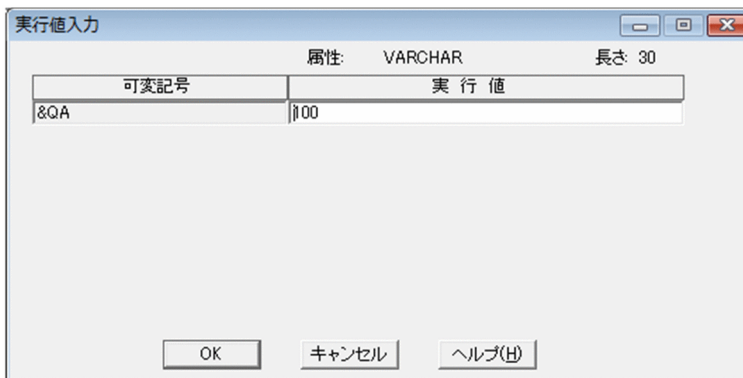 実行値入力
属性: VARCHAR 長さ: 30
可変記号 実 行 値
&QA 100
OK キャンセル ヘルプ(H)